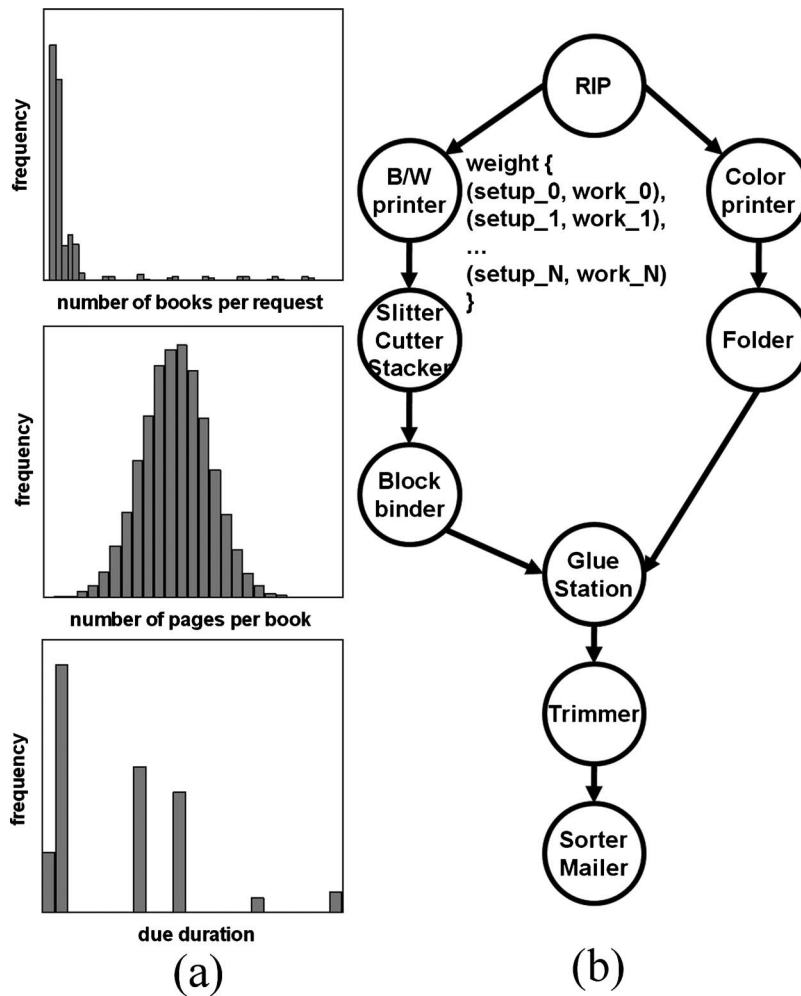 frequency
number of books per request
frequency
number of pages per book
frequency
due duration
(a)
RIP
B/W
printer
weight {
(setup_0, work_0),
(setup_1, work_1),
...
(setup_N, work_N)
}
Color
printer
Slitter
Cutter
Stacker
Folder
Block
binder
Glue
Station
Trimmer
Sorter
Mailer
(b)